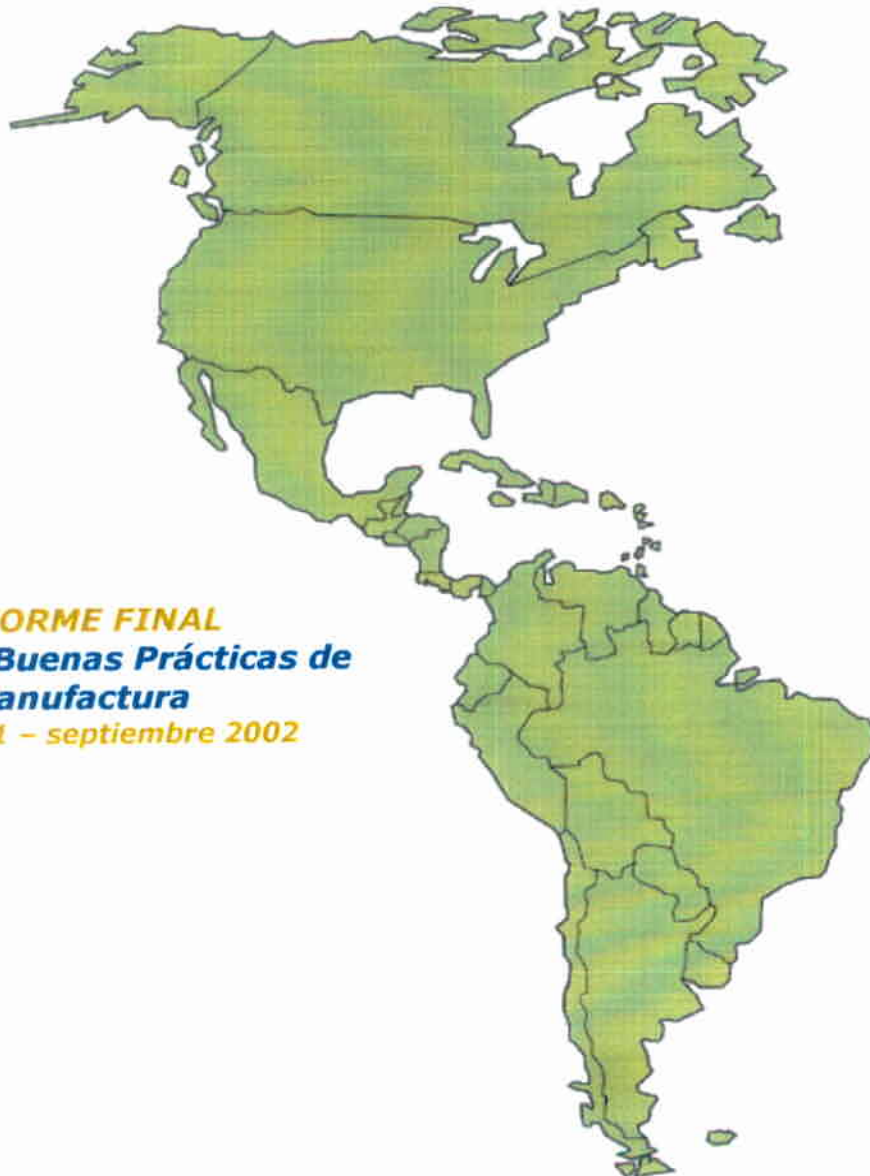 ORME FINAL
Buenas Prácticas de
anufactura
– septiembre 2002